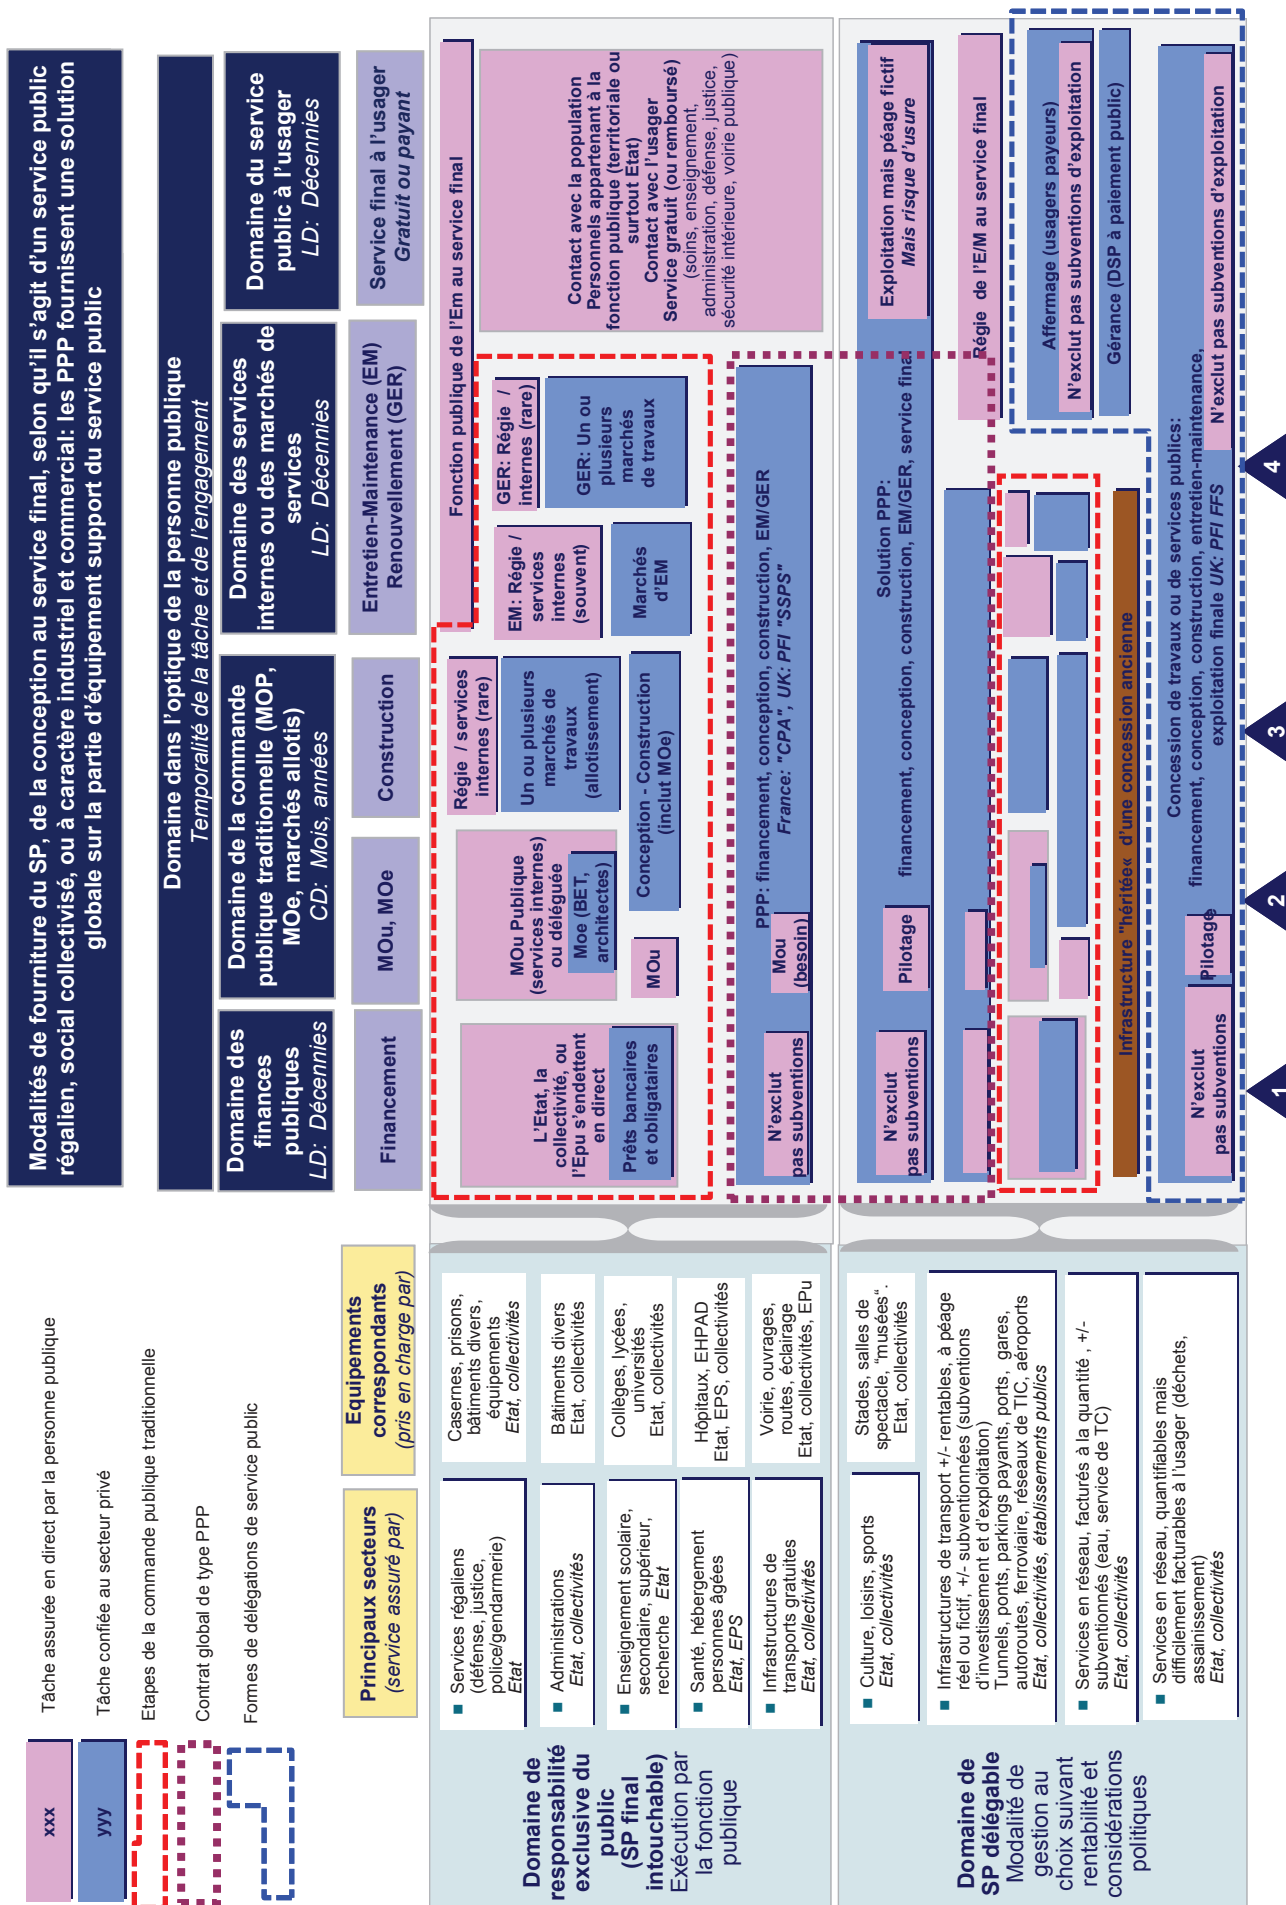 Modalités de fourniture du SP, de la conception au service final, selon qu'il s'agit d'un service public
régalien, social collectivisé, ou à caractère industriel et commercial: les PPP fournissent une solution
globale sur la partie d'équipement support du service public
xxx
Tâche assurée en direct par la personne publique
yyy
Tâche confiée au secteur privé
Etapes de la commande publique traditionnelle
Contrat global de type PPP
Formes de délégations de service public
Domaine dans l'optique de la personne publique
Temporalité de la tâche et de l'engagement
Domaine des
finances
publiques
LD: Décennies
Domaine de la commande
publique traditionnelle (MOP,
MOe, marchés allotis)
CD: Mois, années
Domaine des services
internes ou des marchés de
services
LD: Décennies
Domaine du service
public à l'usager
LD: Décennies
Principaux secteurs
(service assuré par)
Equipements
correspondants
(pris en charge par)
Financement
MOu, MOe
Construction
Entretien-Maintenance (EM)
Renouvellement (GER)
Service final à l'usager
Gratuit ou payant
Domaine de
responsabilité
exclusive du
public
(SP final
intouchable)
Exécution par
la fonction
publique
Services régaliens
(défense, justice,
police/gendarmerie)
Etat
Administrations
Etat, collectivités
Enseignement scolaire,
secondaire, supérieur,
recherche Etat
Santé, hébergement
personnes âgées
Etat, EPS
Infrastructures de
transports gratuites
Etat, collectivités
Casernes, prisons,
bâtiments divers,
équipements
Etat, collectivités
Bâtiments divers
Etat, collectivités
Collèges, lycées,
universités
Etat, collectivités
Hôpitaux, EHPAD
Etat, EPS, collectivités
Voirie, ouvrages,
routes, éclairage
Etat, collectivités, EPu
L'Etat, la
collectivité, ou
l'Epu s'endettent
en direct
Prêts bancaires
et obligataires
MOu Publique
(services internes)
ou déléguée
Moe (BET,
architectes)
MOu
Régie / services
internes (rare)
Un ou plusieurs
marchés de
travaux
(allotissement)
Conception - Construction
(inclut MOe)
Fonction publique de l'Em au service final
EM: Régie /
services
internes
(souvent)
Marchés
d'EM
GER: Régie /
internes (rare)
GER: Un ou
plusieurs
marchés
de travaux
Contact avec la population
Personnels appartenant à la
fonction publique (territoriale ou
surtout Etat)
Contact avec l'usager
Service gratuit (ou remboursé)
(soins, enseignement,
administration, défense, justice,
sécurité intérieure, voirie publique)
PPP: financement, conception, construction, EM/GER
France: "CPA", UK: PFI "SSPS"
N'exclut
pas subventions
Mou
(besoin)
Domaine de
SP délégable
Modalité de
gestion au
choix suivant
rentabilité et
considérations
politiques
Culture, loisirs, sports
Etat, collectivités
Stades, salles de
spectacle, "musées".
Etat, collectivités
Infrastructures de transport +/- rentables, à péage
réel ou fictif, +/- subventionnées (subventions
d'investissement et d'exploitation)
Tunnels, ponts, parkings payants, ports, gares,
autoroutes, ferroviaire, réseaux de TIC, aéroports
Etat, collectivités, établissements publics
Services en réseau, facturés à la quantité , +/-
subventionnés (eau, service de TC)
Etat, collectivités
Services en réseau, quantifiables mais
difficilement facturables à l'usager (déchets,
assainissement)
Etat, collectivités
Solution PPP:
financement, conception, construction, EM/GER, service final
N'exclut
pas subventions
Pilotage
Exploitation mais péage fictif
Mais risque d'usure
Régie de l'E/M au service final
Affermage (usagers payeurs)
N'exclut pas subventions d'exploitation
Gérance (DSP à paiement public)
Infrastructure "héritée« d'une concession ancienne
Concession de travaux ou de services publics:
financement, conception, construction, entretien-maintenance,
exploitation finale UK: PFI FFS
N'exclut
pas subventions
Pilotage
N'exclut pas subventions d'exploitation
1
2
3
4